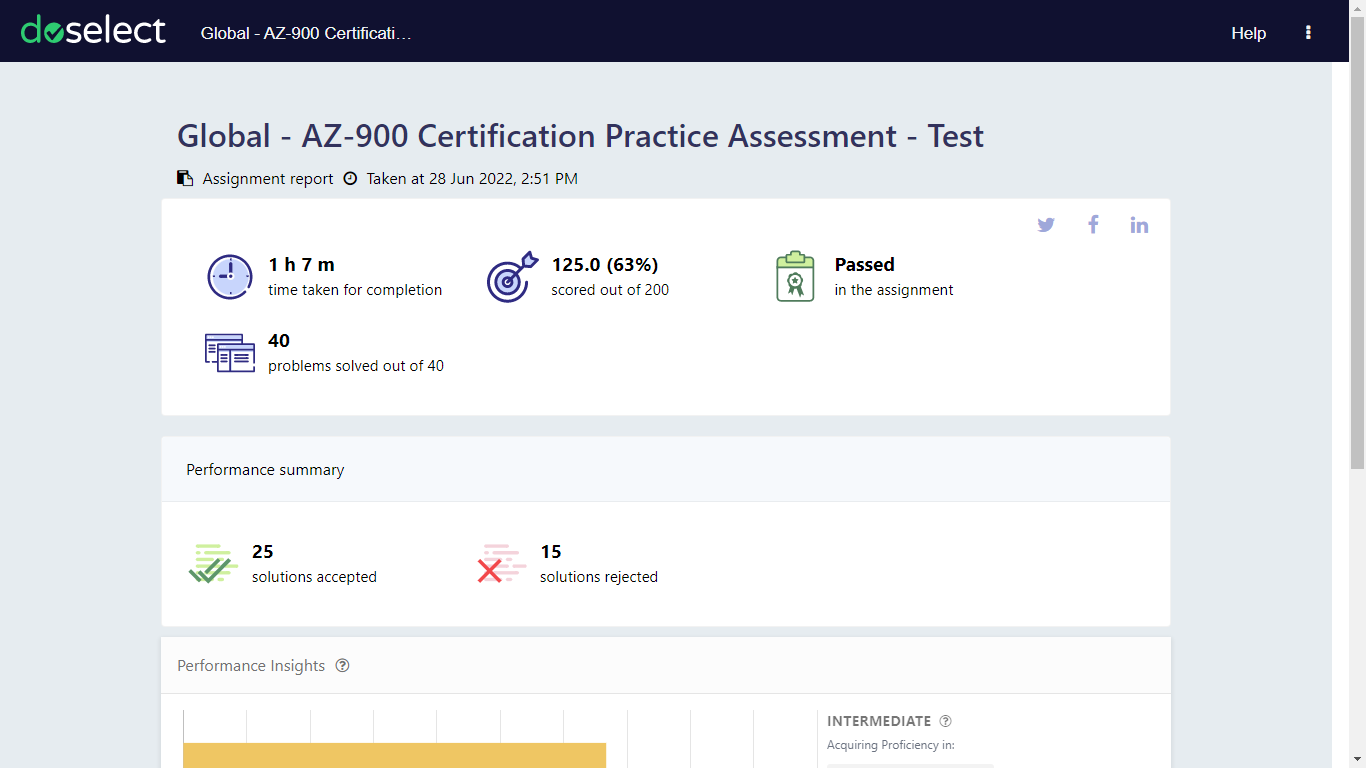 doselect
Global - AZ-900 Certificati...
Help
Global - AZ-900 Certification Practice Assessment - Test
Assignment report Taken at 28 Jun 2022, 2:51 PM
1 h 7 m
time taken for completion
125.0 (63%)
scored out of 200
Passed
in the assignment
40
problems solved out of 40
Performance summary
25
solutions accepted
15
solutions rejected
Performance Insights
INTERMEDIATE
Acquiring Proficiency in: